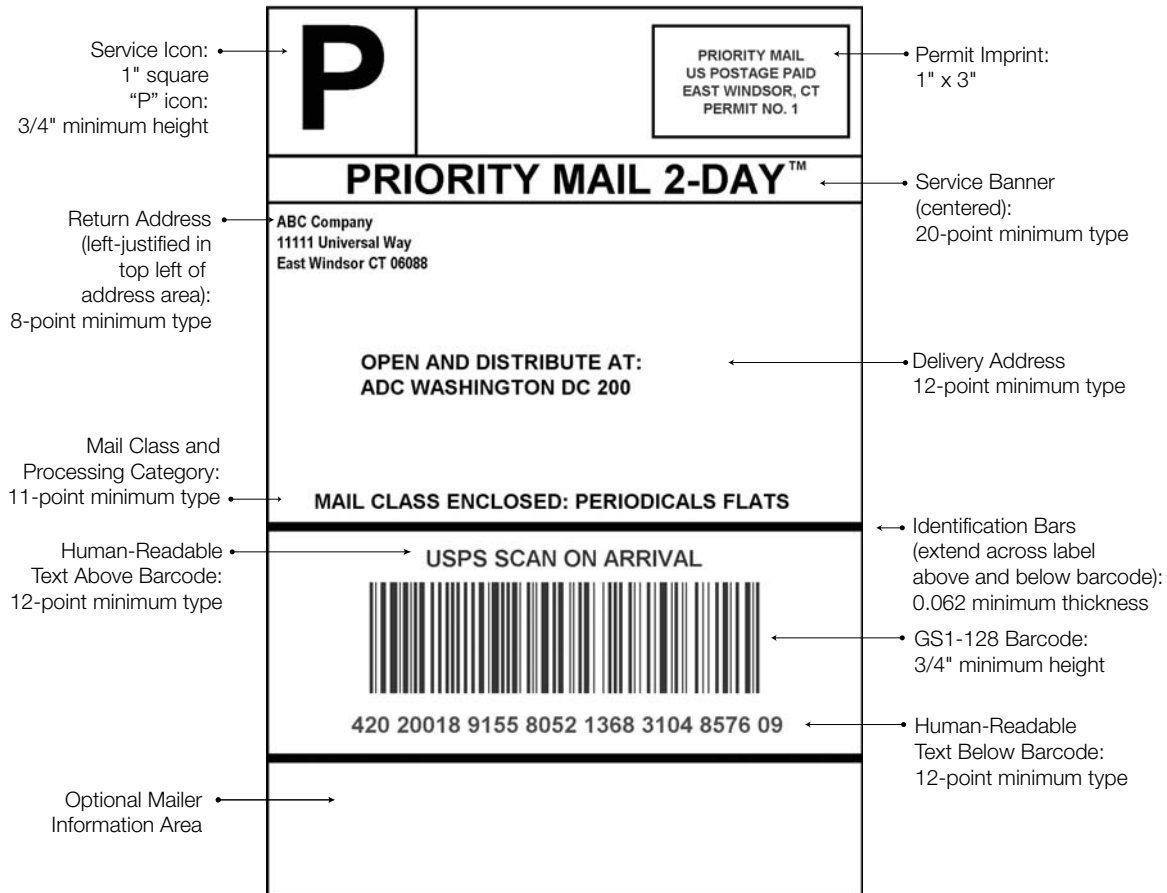 Service Icon:
1" square
“P” icon:
3/4" minimum height
P
PRIORITY MAIL
US POSTAGE PAID
EAST WINDSOR, CT
PERMIT NO. 1
Permit Imprint:
1" x 3"
PRIORITY MAIL 2-DAY™
Service Banner
(centered):
20-point minimum type
Return Address
(left-justified in
top left of
address area):
8-point minimum type
ABC Company
11111 Universal Way
East Windsor CT 06088
OPEN AND DISTRIBUTE AT:
ADC WASHINGTON DC 200
Delivery Address
12-point minimum type
Mail Class and
Processing Category:
11-point minimum type
MAIL CLASS ENCLOSED: PERIODICALS FLATS
Identification Bars
(extend across label
above and below barcode):
0.062 minimum thickness
Human-Readable
Text Above Barcode:
12-point minimum type
USPS SCAN ON ARRIVAL
GS1-128 Barcode:
3/4" minimum height
420 20018 9155 8052 1368 3104 8576 09
Human-Readable
Text Below Barcode:
12-point minimum type
Optional Mailer
Information Area